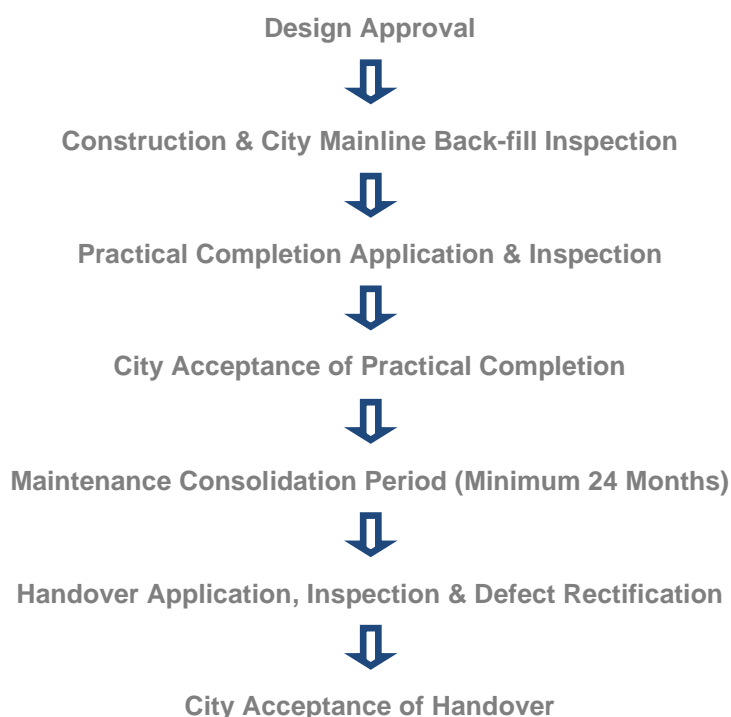 Design Approval
Construction & City Mainline Back-fill Inspection
Practical Completion Application & Inspection
City Acceptance of Practical Completion
Maintenance Consolidation Period (Minimum 24 Months)
Handover Application, Inspection & Defect Rectification
City Acceptance of Handover